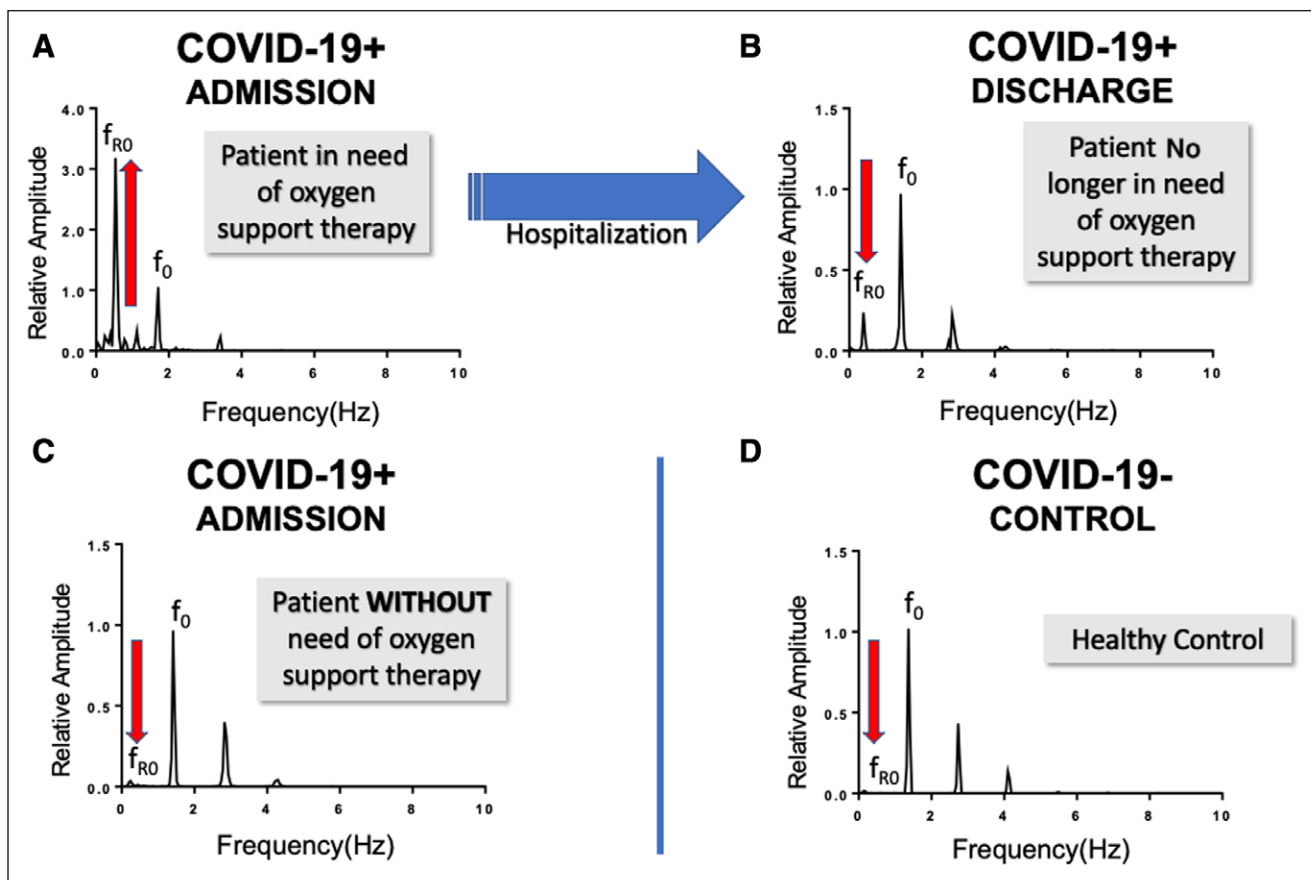 A
COVID-19+
ADMISSION
Relative Amplitude
4.0
3.0
2.0
1.0
0.0
fR0
f0
Patient in need
of oxygen
support therapy
0 2 4 6 8 10
Frequency(Hz)
Hospitalization
B
COVID-19+
DISCHARGE
Relative Amplitude
1.5
1.0
0.5
0.0
f0
fR0
Patient No
longer in need
of oxygen
support therapy
0 2 4 6 8 10
Frequency(Hz)
C
COVID-19+
ADMISSION
Relative Amplitude
1.5
1.0
0.5
0.0
f0
fR0
Patient WITHOUT
need of oxygen
support therapy
0 2 4 6 8 10
Frequency(Hz)
D
COVID-19-
CONTROL
Relative Amplitude
1.5
1.0
0.5
0.0
f0
fR0
Healthy Control
0 2 4 6 8 10
Frequency(Hz)